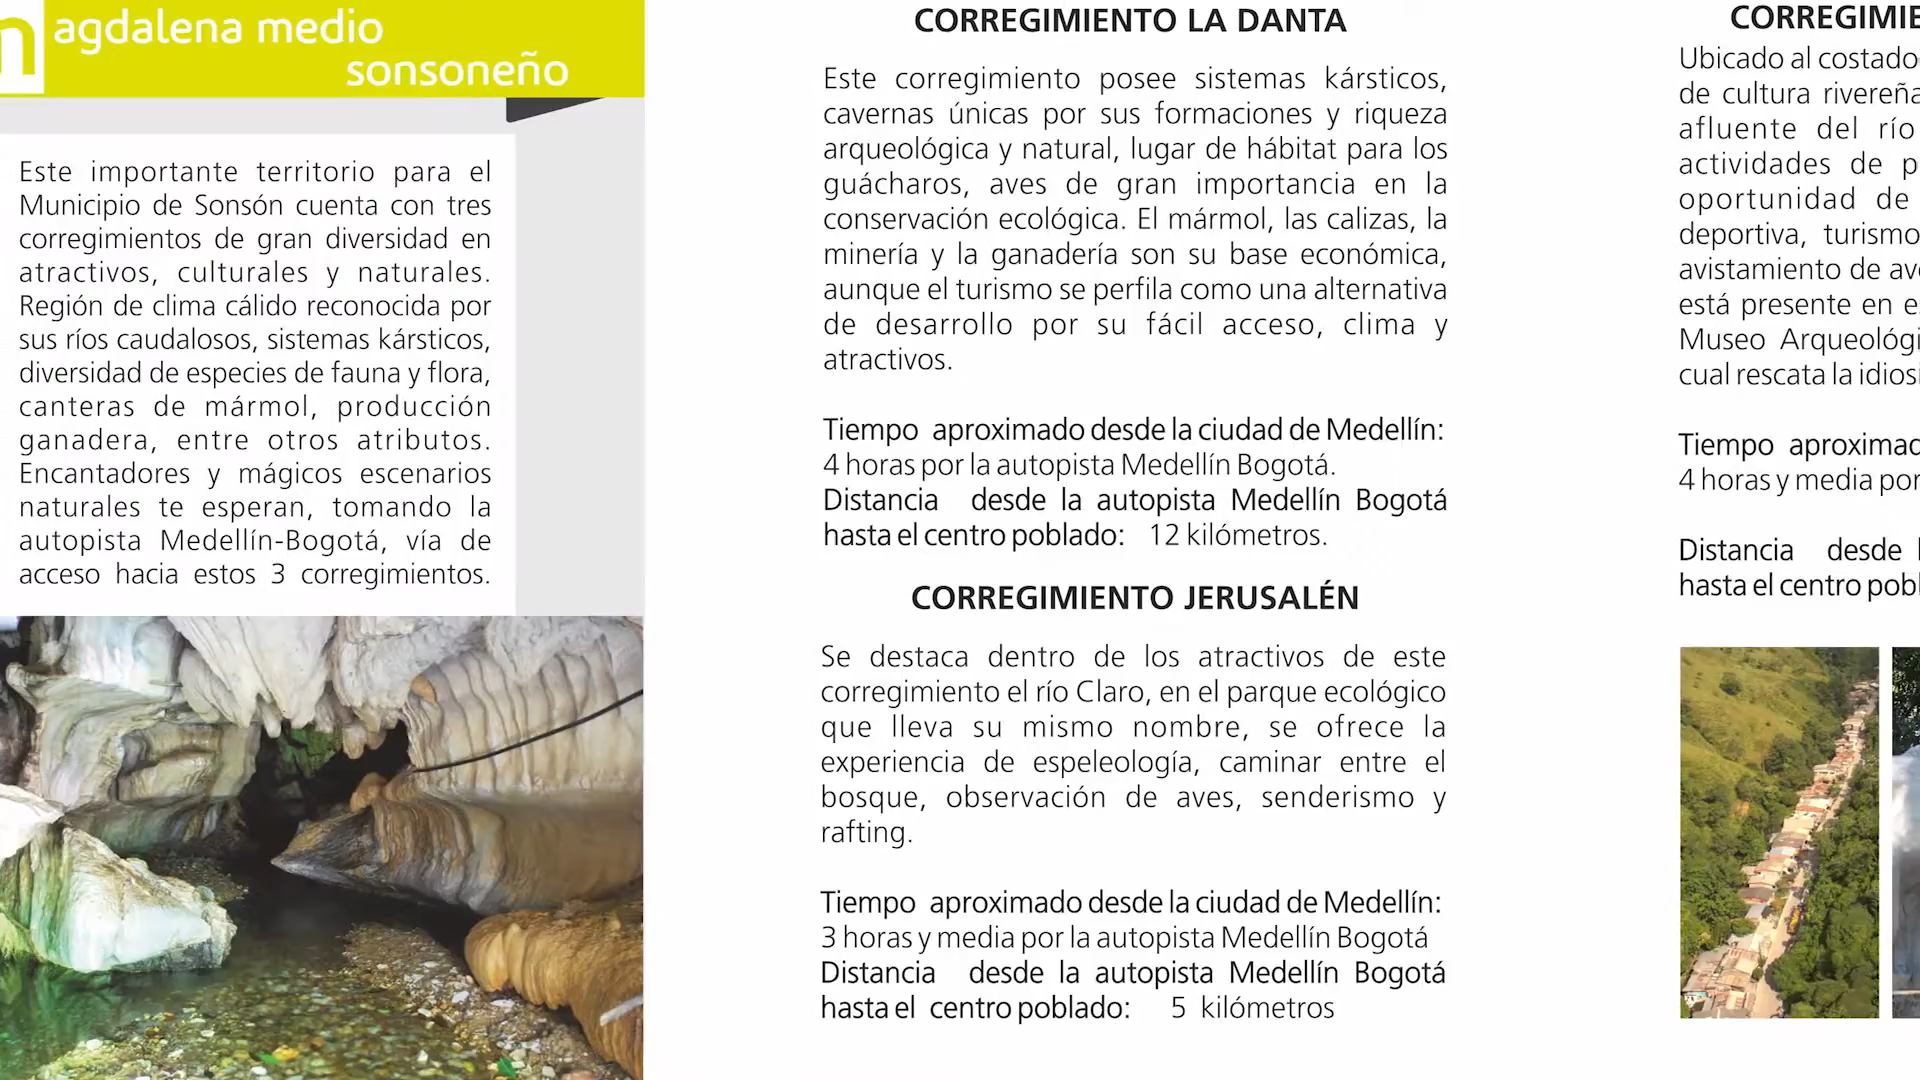 magdalena medio
sonsoneño
Este importante territorio para el
Municipio de Sonsón cuenta con tres
corregimientos de gran diversidad en
atractivos, culturales y naturales.
Región de clima cálido reconocida por
sus ríos caudalosos, sistemas kársticos,
diversidad de especies de fauna y flora,
canteras de mármol, producción
ganadera, entre otros atributos.
Encantadores y mágicos escenarios
naturales te esperan, tomando la
autopista Medellín-Bogotá, vía de
acceso hacia estos 3 corregimientos.
CORREGIMIENTO LA DANTA
Este corregimiento posee sistemas kársticos,
cavernas únicas por sus formaciones y riqueza
arqueológica y natural, lugar de hábitat para los
guácharos, aves de gran importancia en la
conservación ecológica. El mármol, las calizas, la
minería y la ganadería son su base económica,
aunque el turismo se perfila como una alternativa
de desarrollo por su fácil acceso, clima y
atractivos.
Tiempo aproximado desde la ciudad de Medellín:
4 horas por la autopista Medellín Bogotá.
Distancia desde la autopista Medellín Bogotá
hasta el centro poblado: 12 kilómetros.
CORREGIMIENTO JERUSALÉN
Se destaca dentro de los atractivos de este
corregimiento el río Claro, en el parque ecológico
que lleva su mismo nombre, se ofrece la
experiencia de espeleología, caminar entre el
bosque, observación de aves, senderismo y
rafting.
Tiempo aproximado desde la ciudad de Medellín:
3 horas y media por la autopista Medellín Bogotá
Distancia desde la autopista Medellín Bogotá
hasta el centro poblado: 5 kilómetros
CORREGIMIE
Ubicado al costado
de cultura rivereña
afluente del río
actividades de p
oportunidad de
deportiva, turismo
avistamiento de ave
está presente en es
Museo Arqueológi
cual rescata la idios
Tiempo aproximad
4 horas y media por
Distancia desde l
hasta el centro pobl